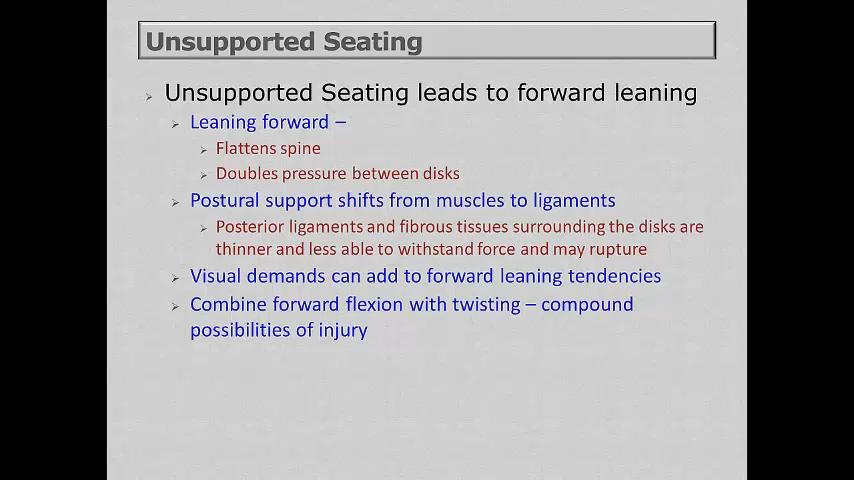 Unsupported Seating
Unsupported Seating leads to forward leaning
Leaning forward –
Flattens spine
Doubles pressure between disks
Postural support shifts from muscles to ligaments
Posterior ligaments and fibrous tissues surrounding the disks are
thinner and less able to withstand force and may rupture
Visual demands can add to forward leaning tendencies
Combine forward flexion with twisting – compound
possibilities of injury